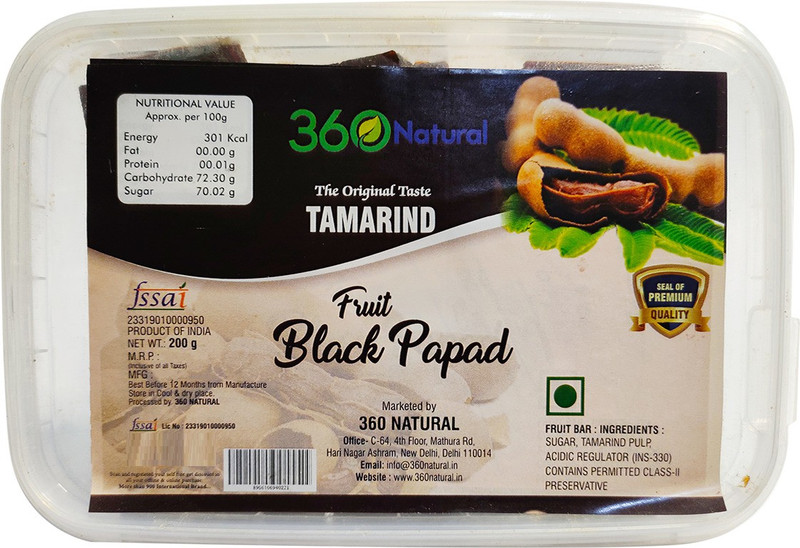 NUTRITIONAL VALUE
Approx. per 100g
Energy 301 Kcal
Fat 00.00 g
Protein 00.01g
Carbohydrate 72.30 g
Sugar 70.02 g
360 Natural
The Original Taste
TAMARIND
SEAL OF
PREMIUM
QUALITY
Fruit
Black Papad
fssai
23319010000950
PRODUCT OF INDIA
NET WT.: 200 g
M.R.P. :
(Inclusive of all Taxes)
MFG :
Best Before 12 Months from Manufacture
Store in Cool & dry place.
Processed by. 360 NATURAL
fssai Lic No : 23319010000950
Marketed by
360 NATURAL
Office- C-64, 4th Floor, Mathura Rd,
Hari Nagar Ashram, New Delhi, Delhi 110014
Email: info@360natural.in
Website : www.360natural.in
FRUIT BAR : INGREDIENTS :
SUGAR, TAMARIND PULP,
ACIDIC REGULATOR (INS-330)
CONTAINS PERMITTED CLASS-II
PRESERVATIVE